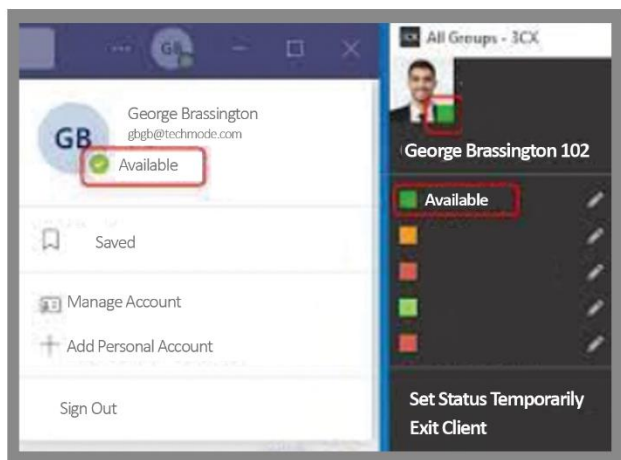 GB
George Brassington
gbgb@techmode.com
GB
Available
Saved
Manage Account
Add Personal Account
Sign Out
All Groups - 3CX
George Brassington 102
Available
Set Status Temporarily
Exit Client